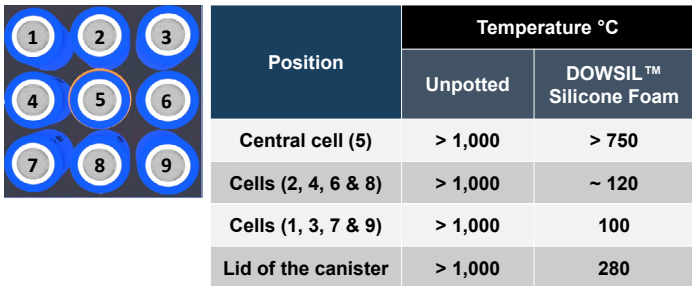 1 2 3
4 5 6
7 8 9
Position
Temperature °C
Unpotted
DOWSIL™
Silicone Foam
Central cell (5) > 1,000 > 750
Cells (2, 4, 6 & 8) > 1,000 ~ 120
Cells (1, 3, 7 & 9) > 1,000 100
Lid of the canister > 1,000 280